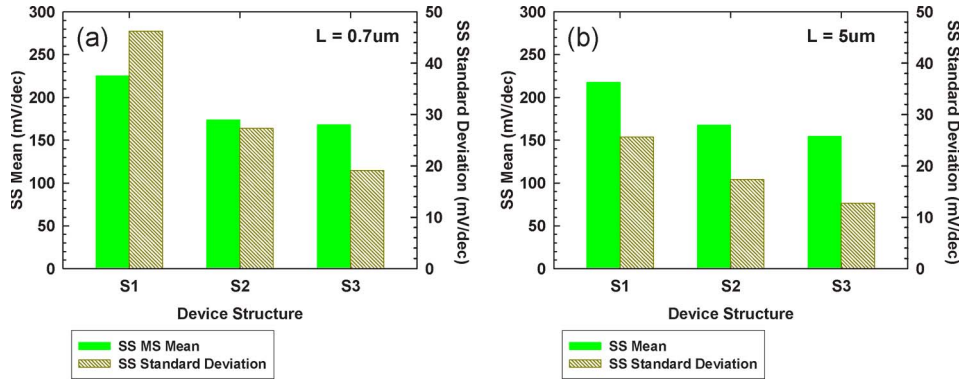 (a)
L = 0.7um
SS Mean (mV/dec)
300
250
200
150
100
50
0
SS Standard Deviation (mV/dec)
50
40
30
20
10
0
S1 S2 S3
Device Structure
SS MS Mean
SS Standard Deviation
(b)
L = 5um
SS Mean (mV/dec)
300
250
200
150
100
50
0
SS Standard Deviation (mV/dec)
50
40
30
20
10
0
S1 S2 S3
Device Structure
SS Mean
SS Standard Deviation